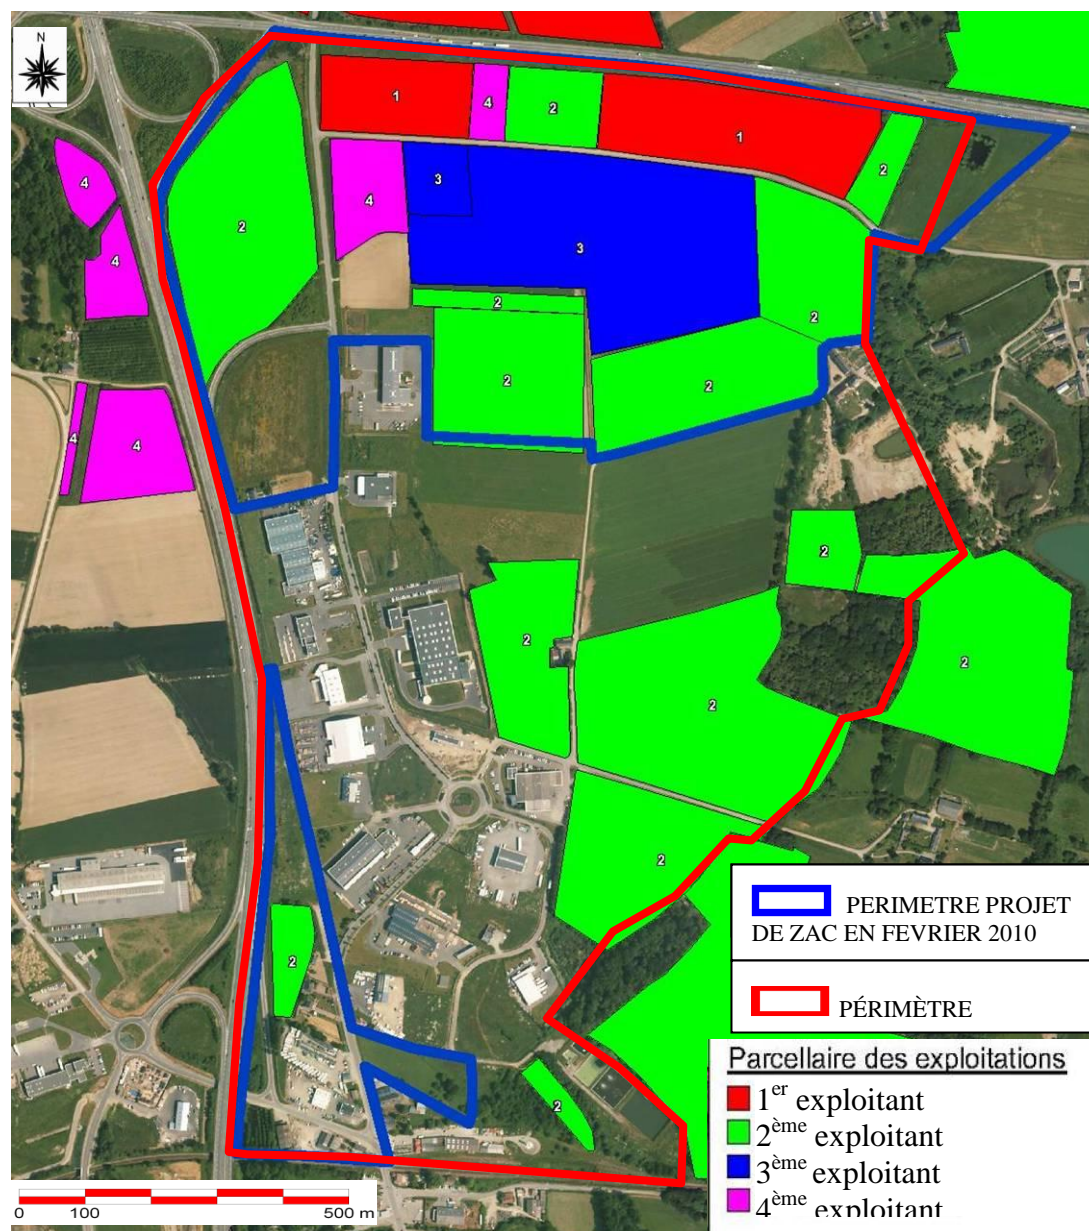 N
1
4
2
1
2
4
3
3
4
2
4
2
2
2
2
4
4
2
2
2
2
2
2
2
2
PERIMETRE PROJET
DE ZAC EN FEVRIER 2010
PÉRIMÈTRE
Parcellaire des exploitations
1er exploitant
2ème exploitant
3ème exploitant
4ème exploitant
0 100 500 m